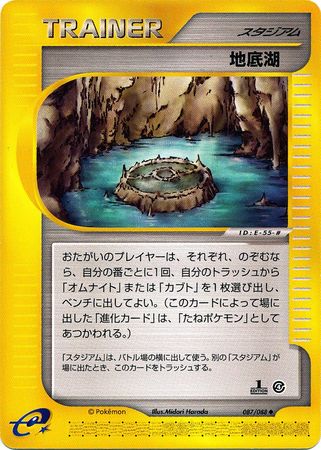 TRAINER
スタジアム
地底湖
ID:E-55-#
おたがいのプレイヤーは、それぞれ、のぞむなら、自分の番ごとに1回、自分のトラッシュから
「オムナイト」または「カブト」を1枚選び出し、
ベンチに出してよい。(このカードによって場に
出した「進化カード」は、「たねポケモン」として
あつかわれる。)
「スタジアム」は、バトル場の横に出して使う。別の「スタジアム」が
場に出たとき、このカードをトラッシュする。
1
EDITION
e
© Pokémon
Illus.Midori Harada
087/088 ◆